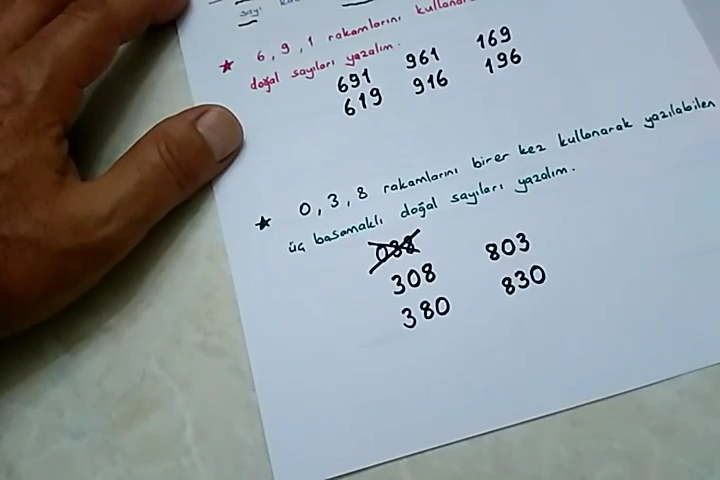 sayı
★ 6, 9, 1 rakamlarını
doğal sayıları yazalım.
691 961 169
619 916 196
★ 0, 3, 8 rakamlarını birer kez kullanarak yazılabilen
üç basamaklı doğal sayıları yazalım.
038 803
308 830
380